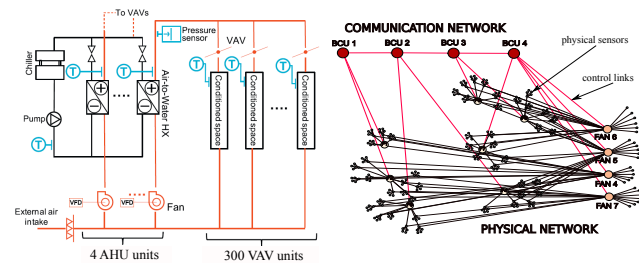 To VAVs
Pressure
sensor
VAV
Chiller
T
T
T
T
T
Air-to-Water HX
Conditioned space
Conditioned space
Conditioned space
Pump
T
VFD
VFD
Fan
External air
intake
4 AHU units
300 VAV units
COMMUNICATION NETWORK
BCU 1
BCU 2
BCU 3
BCU 4
physical sensors
control links
FAN 6
FAN 5
FAN 4
FAN 7
PHYSICAL NETWORK